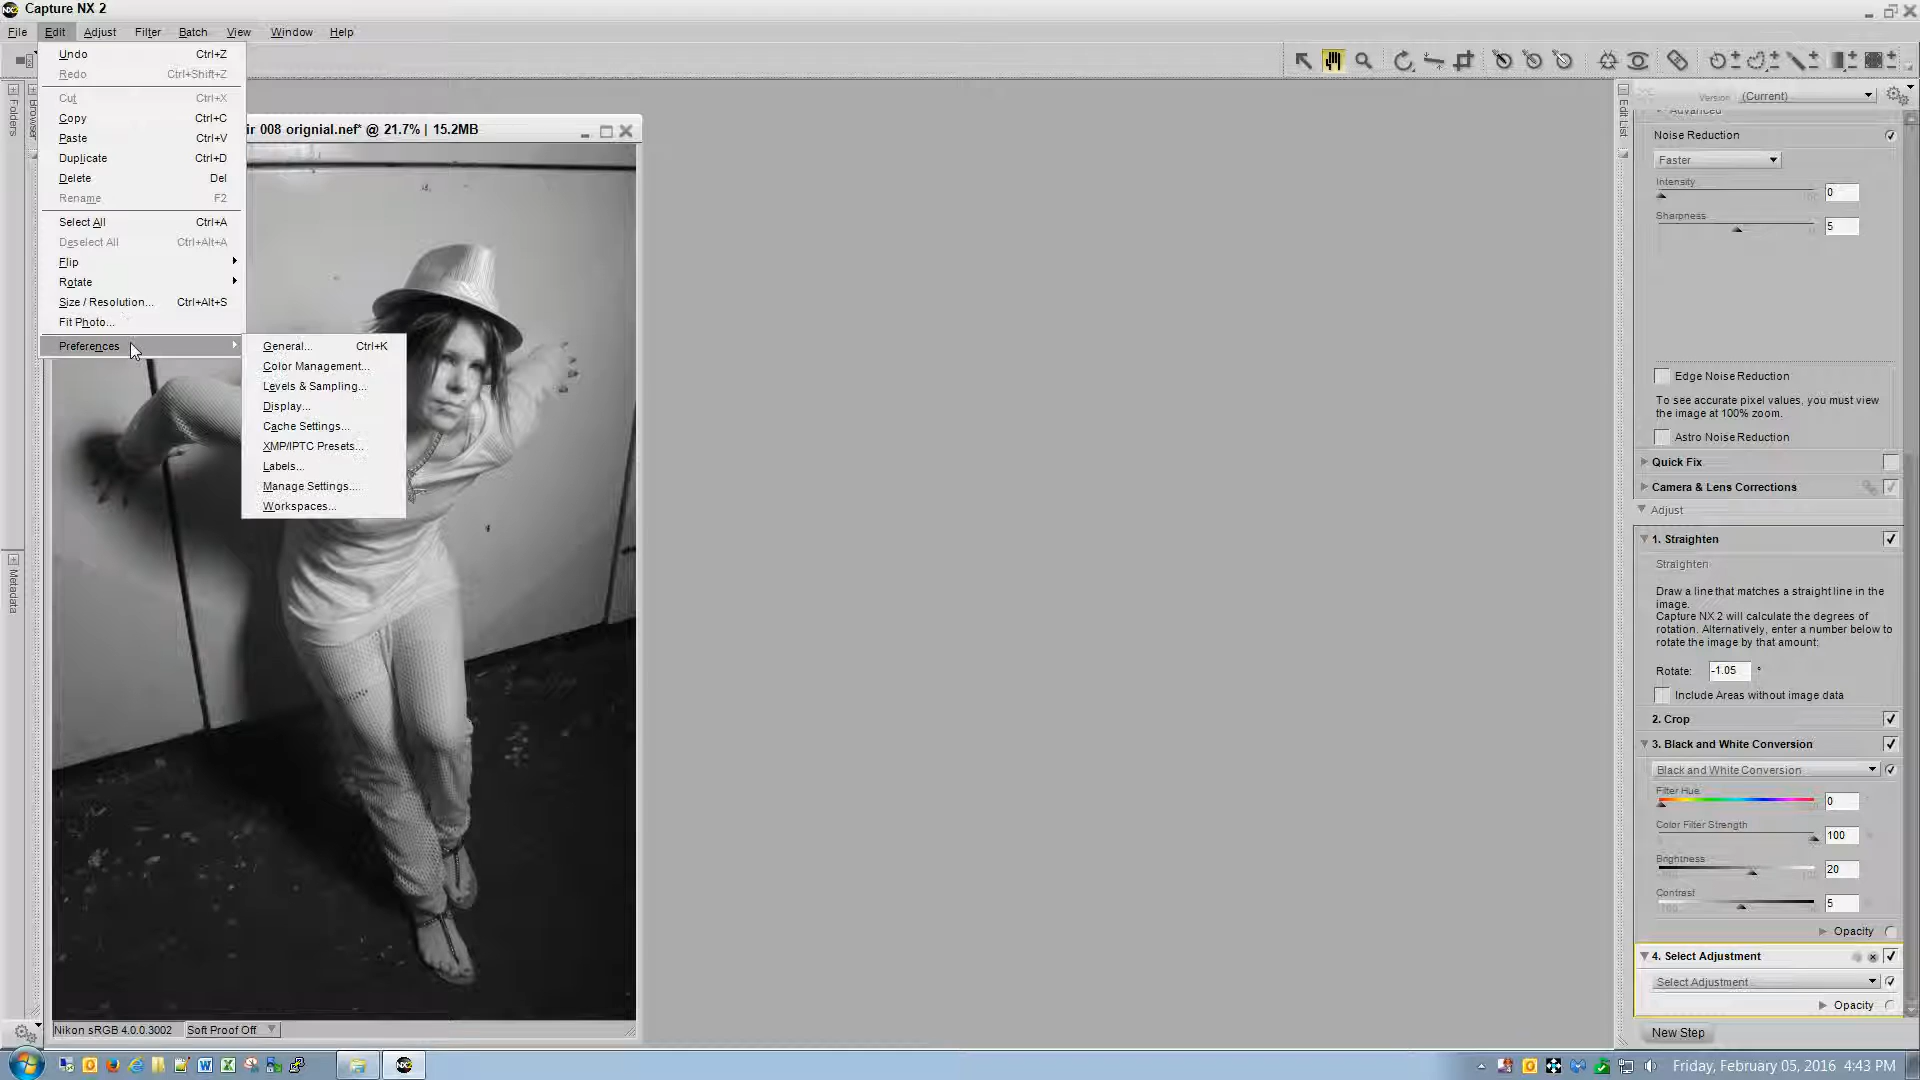 Capture NX 2
File Edit Adjust Filter Batch View Window Help
Undo Ctrl+Z
Redo Ctrl+Shift+Z
Cut Ctrl+X
Copy Ctrl+C
Paste Ctrl+V
Duplicate Ctrl+D
Delete Del
Rename F2
Select All Ctrl+A
Deselect All Ctrl+Alt+A
Flip
Rotate
Size / Resolution... Ctrl+Alt+S
Fit Photo...
Preferences
General... Ctrl+K
Color Management...
Levels & Sampling...
Display...
Cache Settings...
XMP/IPTC Presets...
Labels...
Manage Settings...
Workspaces...
Folders
Browser
Metadata
ir 008 orignial.nef* @ 21.7% | 15.2MB
Nikon sRGB 4.0.0.3002 Soft Proof Off
Edit List
Version (Current)
Advanced
Noise Reduction
Faster
Intensity
0
Sharpness
5
Edge Noise Reduction
To see accurate pixel values, you must view
the image at 100% zoom.
Astro Noise Reduction
Quick Fix
Camera & Lens Corrections
Adjust
1. Straighten
Straighten
Draw a line that matches a straight line in the
image.
Capture NX 2 will calculate the degrees of
rotation. Alternatively, enter a number below to
rotate the image by that amount:
Rotate: -1.05 °
Include Areas without image data
2. Crop
3. Black and White Conversion
Black and White Conversion
Filter Hue
0
Color Filter Strength
100
Brightness
20
Contrast
5
Opacity
4. Select Adjustment
Select Adjustment
Opacity
New Step
Friday, February 05, 2016 4:43 PM